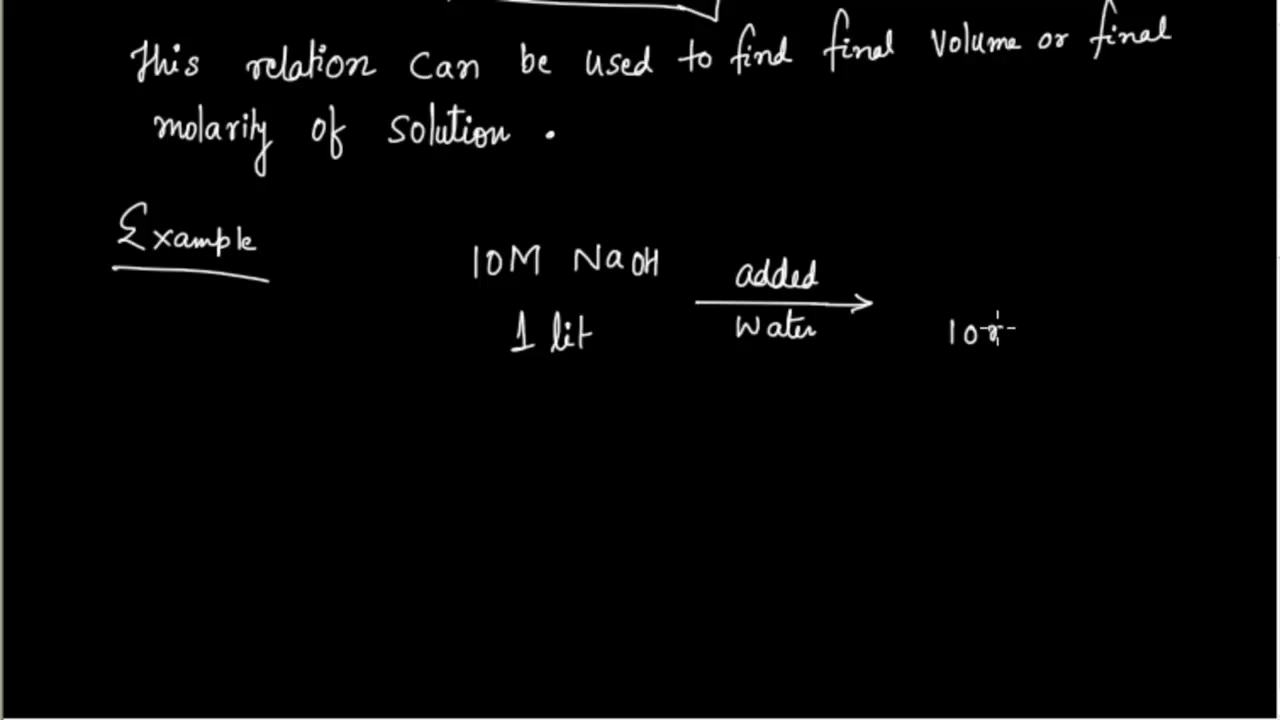 This relation can be used to find final volume or final
molarity of solution .
Example
10M NaOH added
1 lit water 10